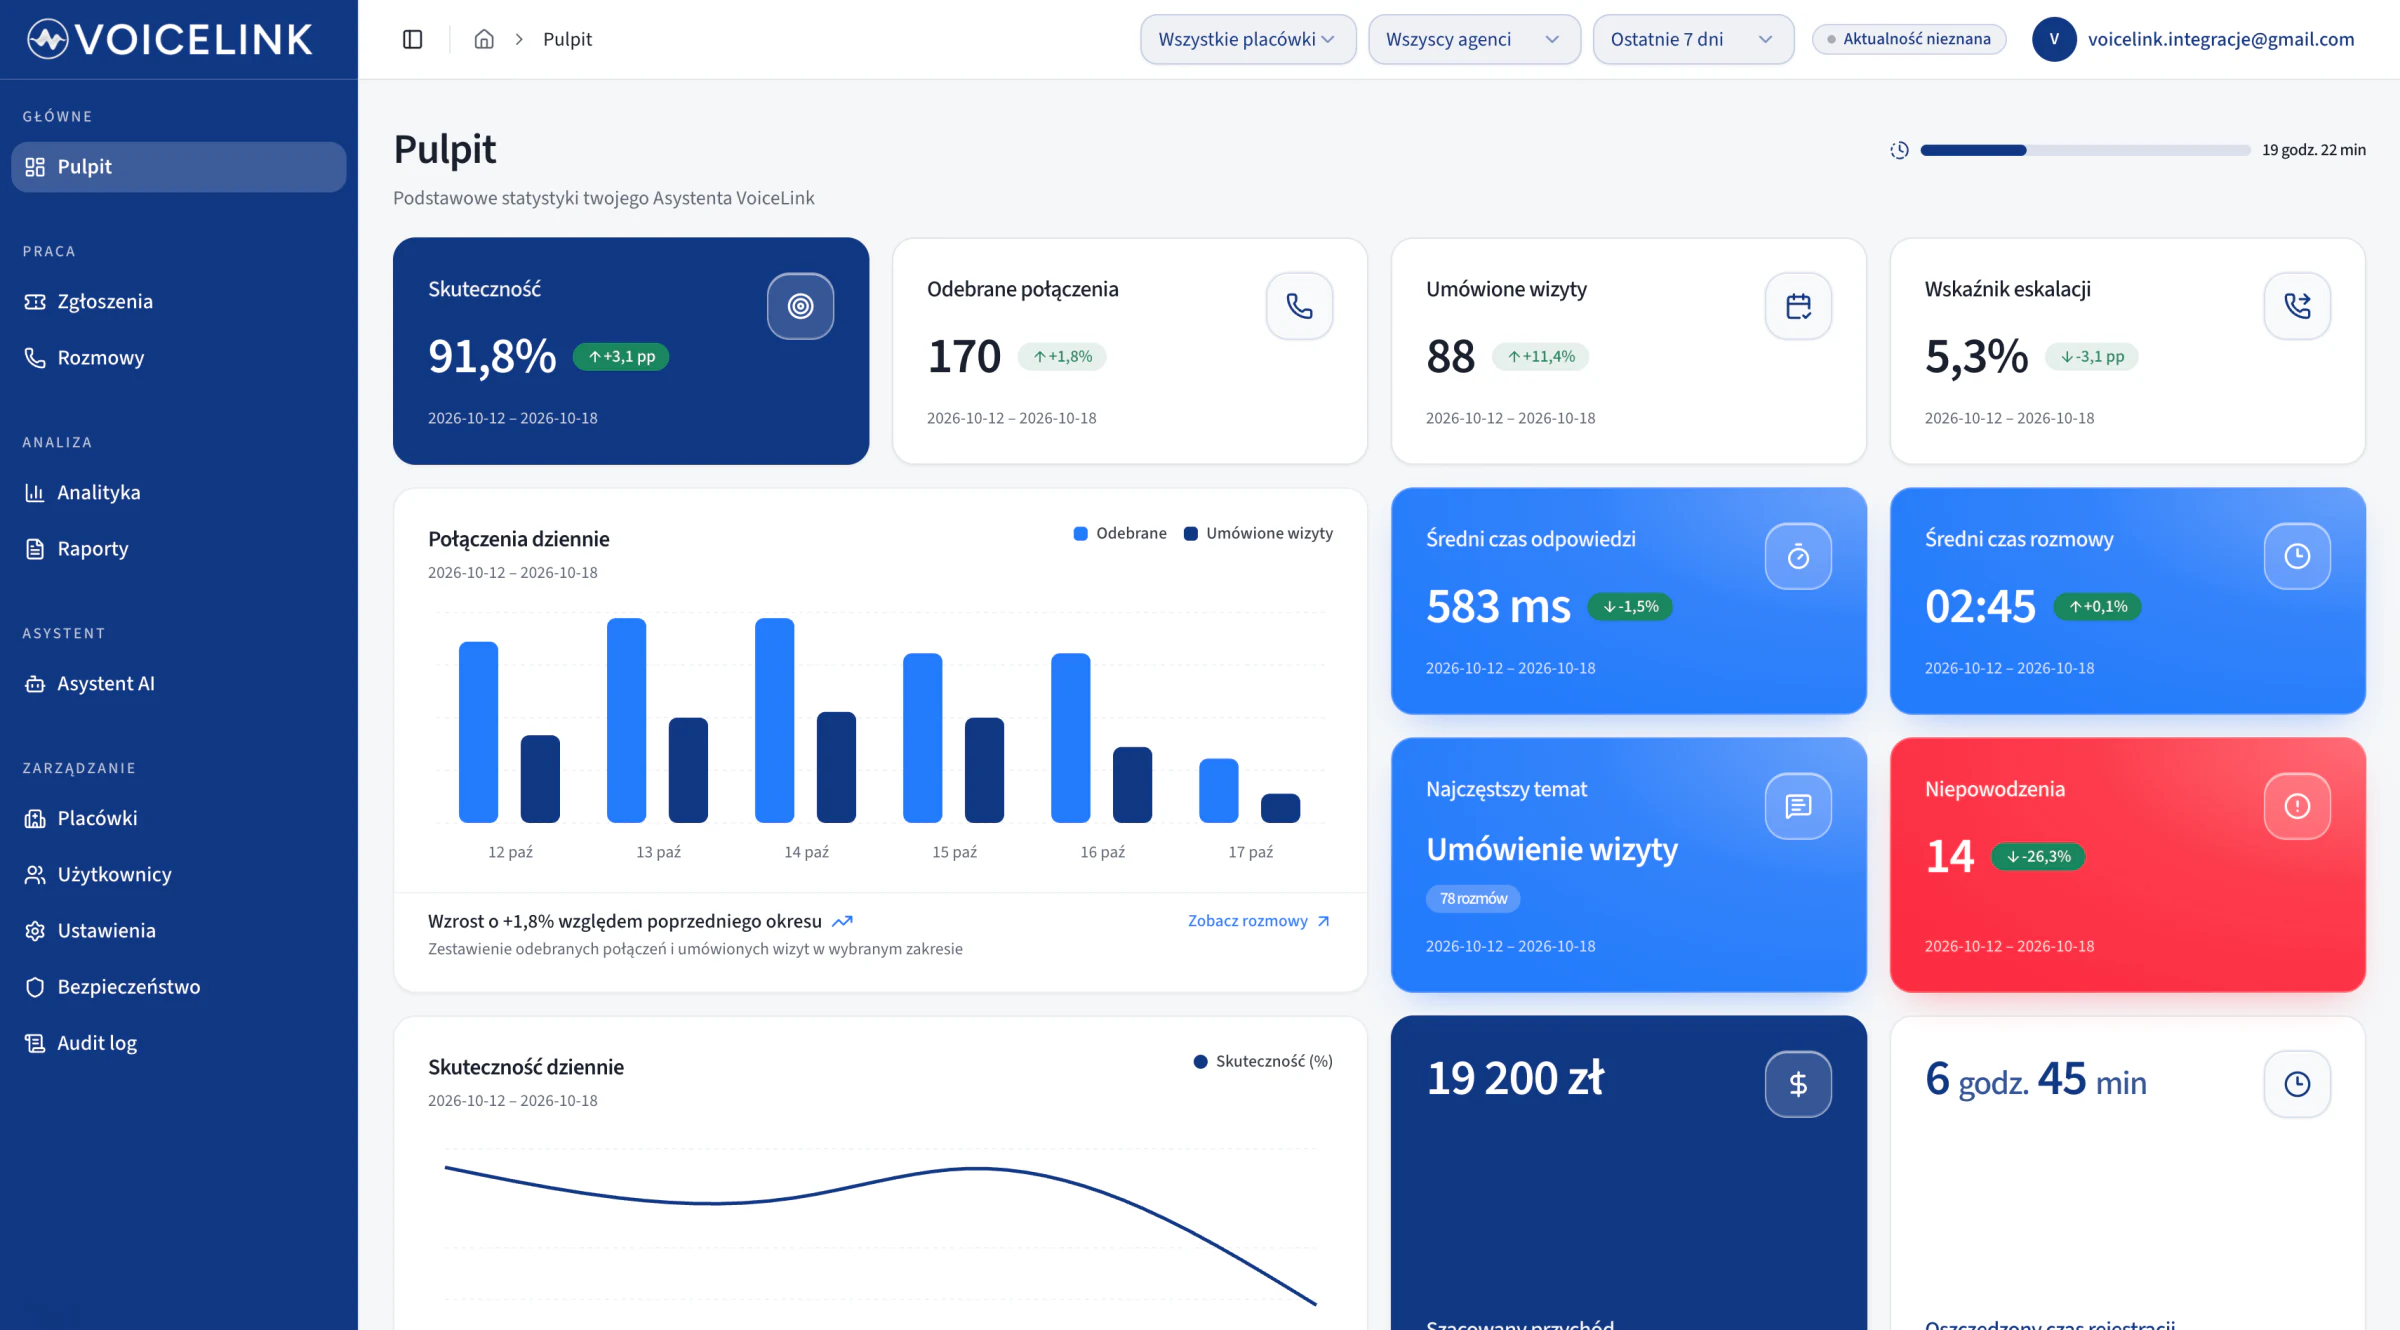 VOICELINK
Pulpit
Wszystkie placówki
Wszyscy agenci
Ostatnie 7 dni
Aktualność nieznana
V
voicelink.integracje@gmail.com
GŁÓWNE
Pulpit
PRACA
Zgłoszenia
Rozmowy
ANALIZA
Analityka
Raporty
ASYSTENT
Asystent AI
ZARZĄDZANIE
Placówki
Użytkownicy
Ustawienia
Bezpieczeństwo
Audit log
Pulpit
Podstawowe statystyki twojego Asystenta VoiceLink
19 godz. 22 min
Skuteczność
91,8% +3,1 pp
2026-10-12 – 2026-10-18
Odebrane połączenia
170 +1,8%
2026-10-12 – 2026-10-18
Umówione wizyty
88 +11,4%
2026-10-12 – 2026-10-18
Wskaźnik eskalacji
5,3% -3,1 pp
2026-10-12 – 2026-10-18
Połączenia dziennie
2026-10-12 – 2026-10-18
Odebrane Umówione wizyty
12 paź 13 paź 14 paź 15 paź 16 paź 17 paź
Wzrost o +1,8% względem poprzedniego okresu
Zestawienie odebranych połączeń i umówionych wizyt w wybranym zakresie
Zobacz rozmowy
Średni czas odpowiedzi
583 ms -1,5%
2026-10-12 – 2026-10-18
Średni czas rozmowy
02:45 +0,1%
2026-10-12 – 2026-10-18
Najczęstszy temat
Umówienie wizyty
78 rozmów
2026-10-12 – 2026-10-18
Niepowodzenia
14 -26,3%
2026-10-12 – 2026-10-18
Skuteczność dziennie
2026-10-12 – 2026-10-18
Skuteczność (%)
19 200 zł
Szacowany przychód
6 godz. 45 min
Oszczędzony czas rejestracji